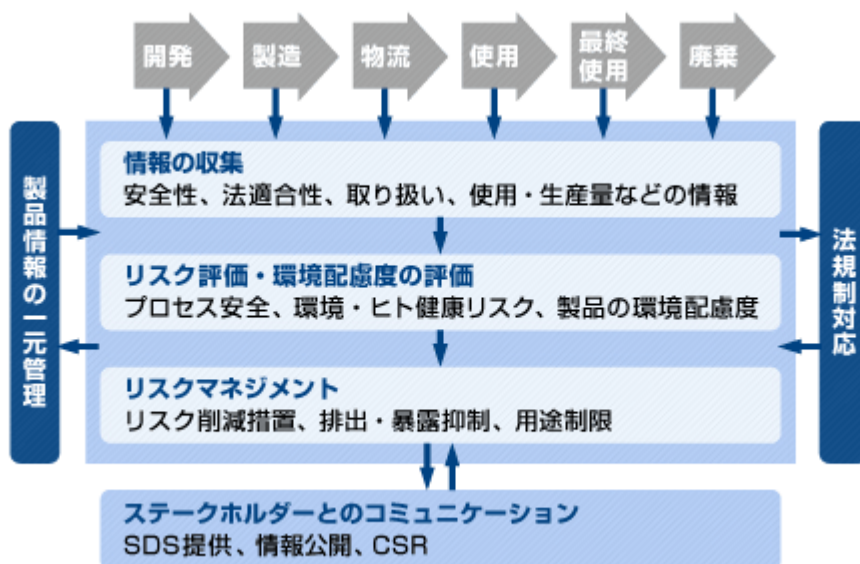 開発
製造
物流
使用
最終
使用
廃棄
製品情報の一元管理
情報の収集
安全性、法適合性、取り扱い、使用・生産量などの情報
リスク評価・環境配慮度の評価
プロセス安全、環境・ヒト健康リスク、製品の環境配慮度
リスクマネジメント
リスク削減措置、排出・暴露抑制、用途制限
法規制対応
ステークホルダーとのコミュニケーション
SDS提供、情報公開、CSR